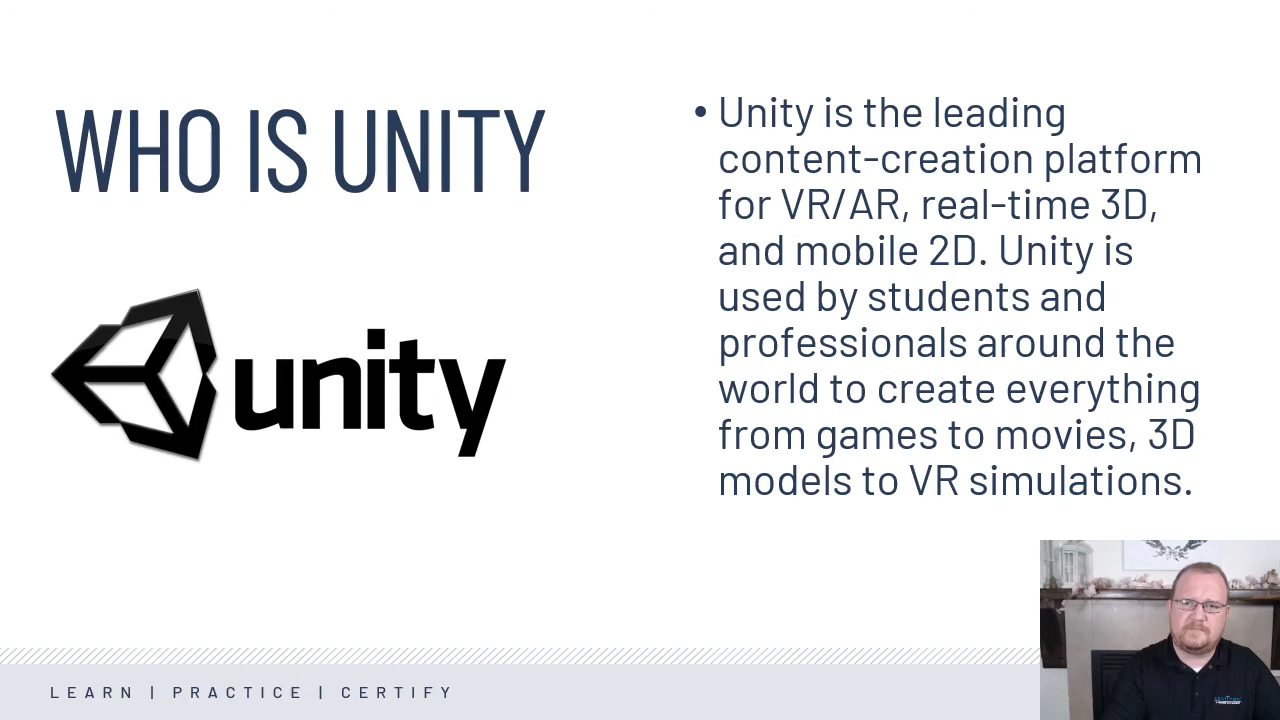 WHO IS UNITY
unity
• Unity is the leading
content-creation platform
for VR/AR, real-time 3D,
and mobile 2D. Unity is
used by students and
professionals around the
world to create everything
from games to movies, 3D
models to VR simulations.
LEARN | PRACTICE | CERTIFY